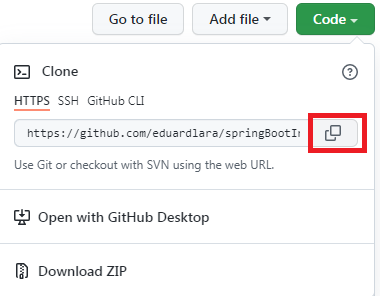 Go to file Add file Code
Clone
HTTPS SSH GitHub CLI
https://github.com/eduardlara/springBootI
Use Git or checkout with SVN using the web URL.
Open with GitHub Desktop
Download ZIP